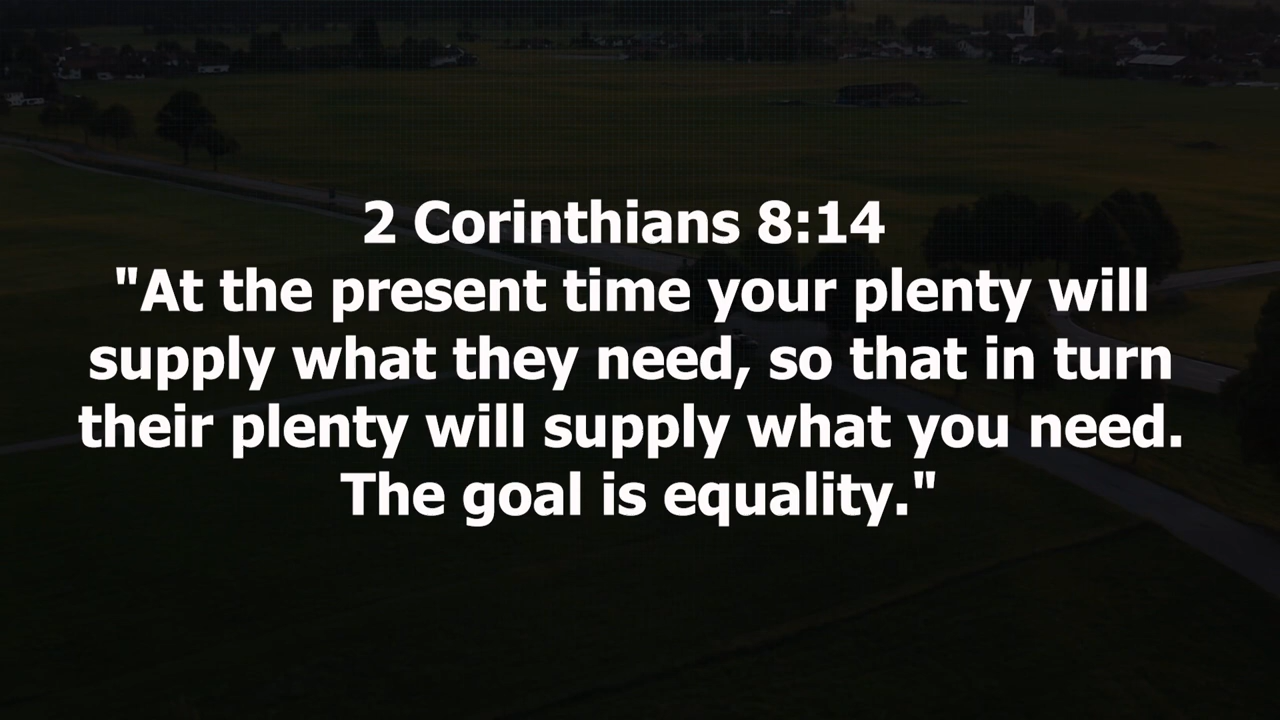 2 Corinthians 8:14
"At the present time your plenty will
supply what they need, so that in turn
their plenty will supply what you need.
The goal is equality."